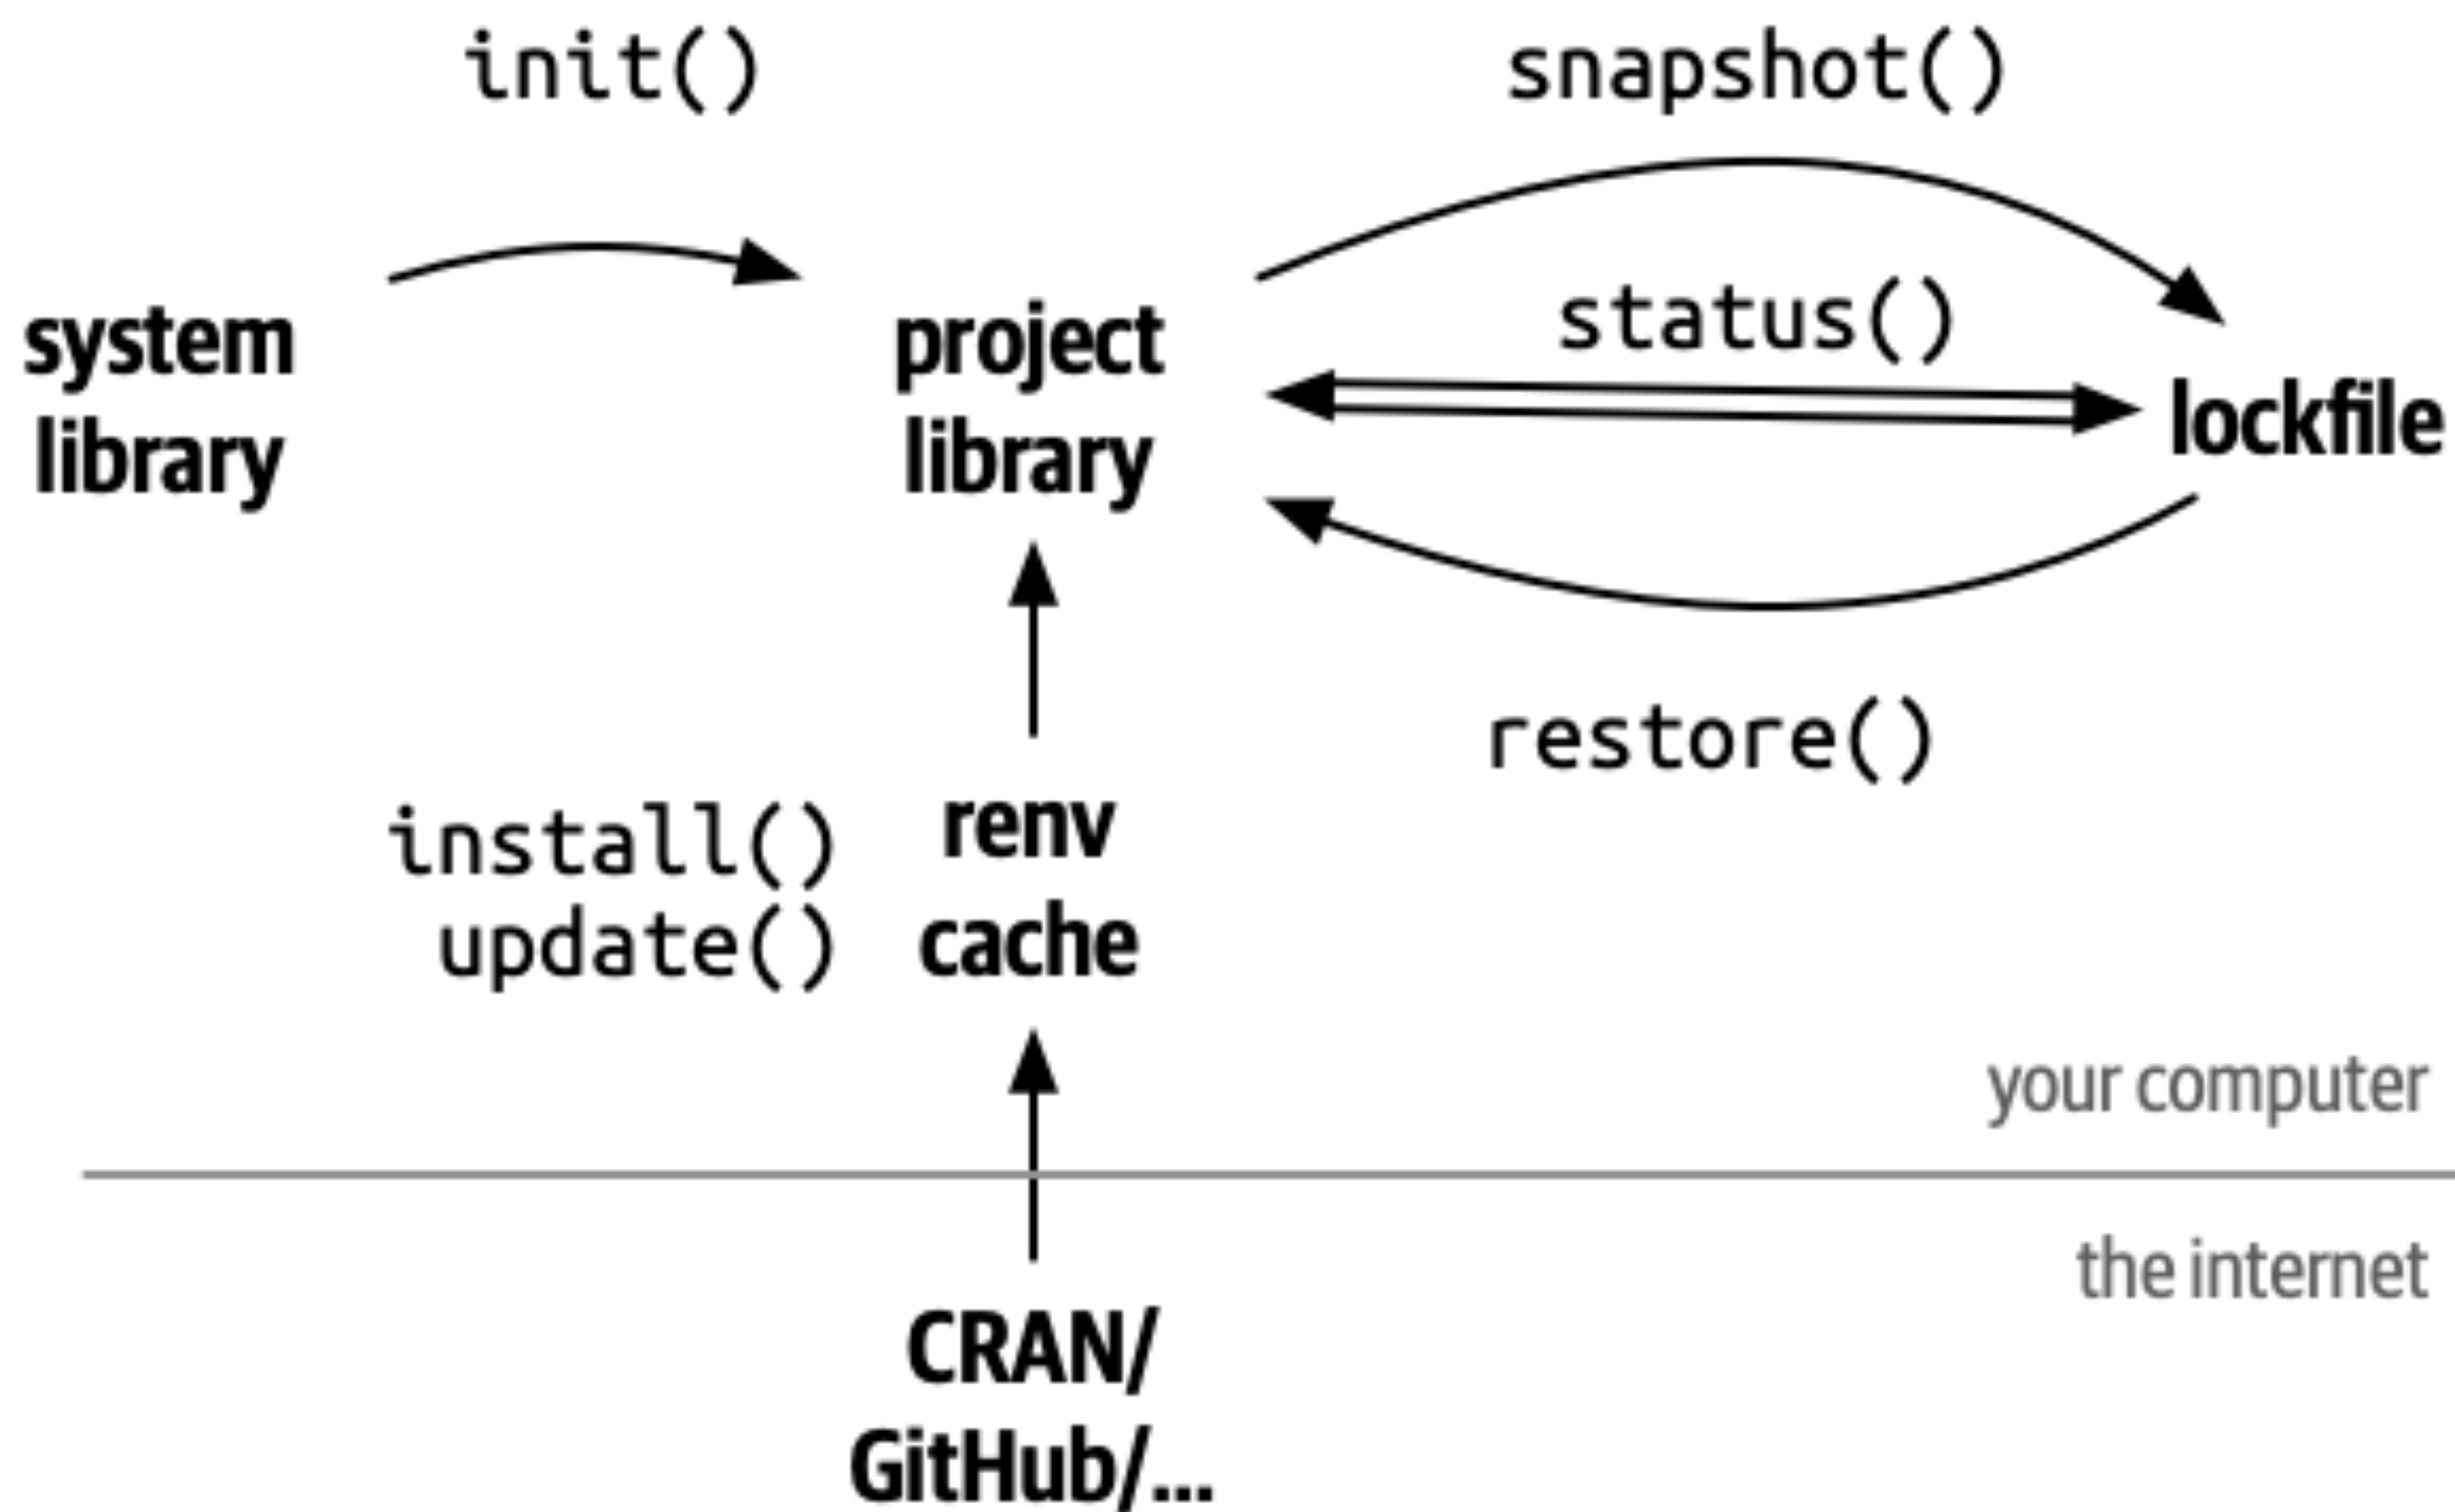 init()
snapshot()
status()
system
library
project
library
lockfile
restore()
install()
update()
renv
cache
your computer
the internet
CRAN/
GitHub/...